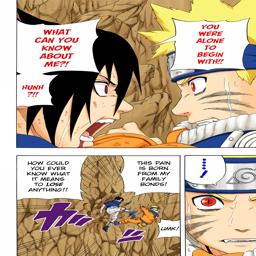 YOU WERE
ALONE TO
BEGIN
WITH!!
WHAT
CAN YOU
KNOW
ABOUT
ME?!
HUNH
?!!
THIS PAIN IS
BORN FROM
MY FAMILY
BONDS!
HOW COULD
YOU EVER
KNOW WHAT
IT MEANS
TO LOSE
ANYTHING!!
UMK!